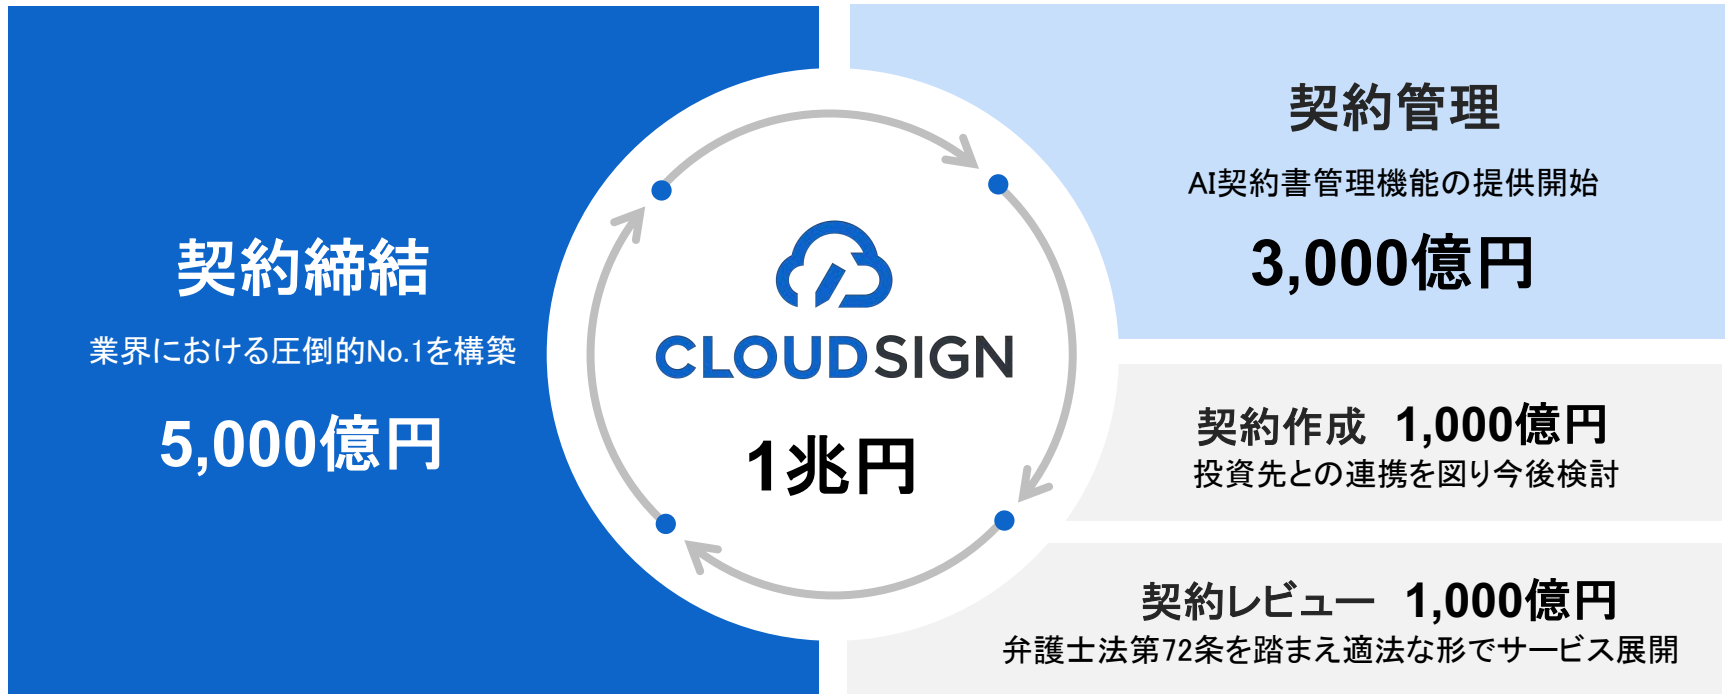 契約締結
業界における圧倒的No.1を構築
5,000億円
CLOUDSIGN
1兆円
契約管理
AI契約書管理機能の提供開始
3,000億円
契約作成 1,000億円
投資先との連携を図り今後検討
契約レビュー 1,000億円
弁護士法第72条を踏まえ適法な形でサービス展開